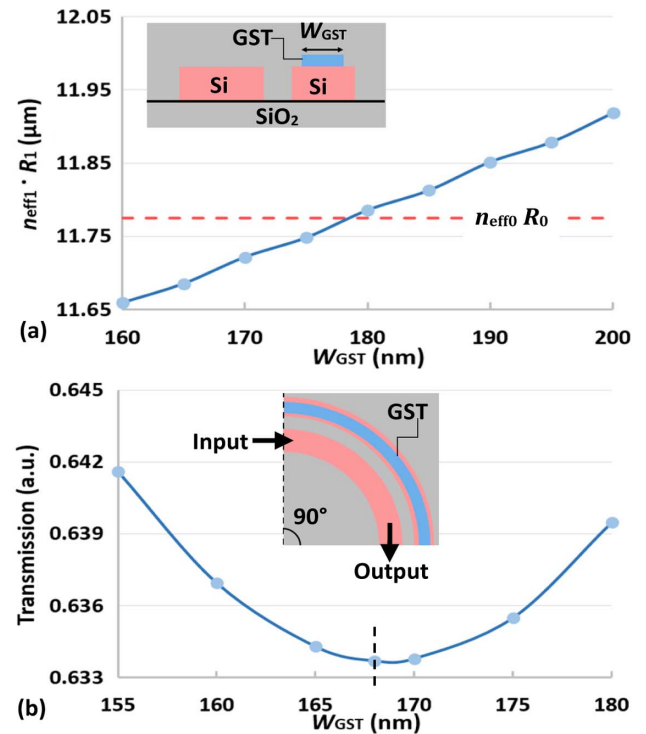 12.05
11.95
11.85
11.75
11.65
n_eff1 · R₁ (μm)
GST
W_GST
Si
Si
SiO₂
n_eff0 R₀
(a)
160
170
180
190
200
W_GST (nm)
0.645
0.642
0.639
0.636
0.633
Transmission (a.u.)
GST
Input
90°
Output
(b)
155
160
165
170
175
180
W_GST (nm)